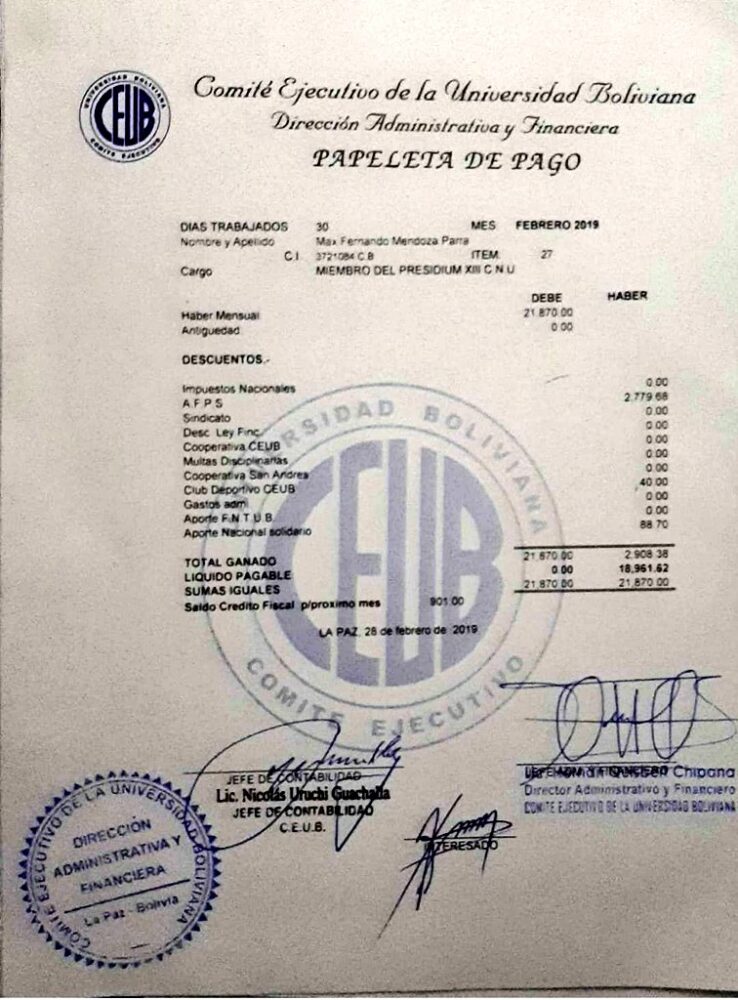 UNIVERSIDAD BOLIVIANA
CEUB
COMITE EJECUTIVO
Comité Ejecutivo de la Universidad Boliviana
Dirección Administrativa y Financiera
PAPELETA DE PAGO
DIAS TRABAJADOS 30 MES FEBRERO 2019
Nombre y Apellido Max Fernando Mendoza Parra
C.I. 3721084 C.B ITEM 27
Cargo MIEMBRO DEL PRESIDIUM XIII C N U
DEBE HABER
Haber Mensual 21.870.00
Antiguedad 0.00
DESCUENTOS.-
Impuestos Nacionales 0.00
A F P S 2.779.68
Sindicato 0.00
Desc. Ley Finc. 0.00
Cooperativa CEUB 0.00
Multas Disciplinarias 0.00
Cooperativa San Andres 0.00
Club Deportivo CEUB 40.00
Gastos adm 0.00
Aporte F.N.T.U.B. 0.00
Aporte Nacional solidario 88.70
TOTAL GANADO 21,870.00 2.908.38
LIQUIDO PAGABLE 0.00 18,961.62
SUMAS IGUALES 21,870.00 21,870.00
Saldo Credito Fiscal p/proximo mes 901.00
LA PAZ, 28 de febrero de 2019
UNIVERSIDAD BOLIVIANA
CEUB
COMITE EJECUTIVO
JEFE DE CONTABILIDAD
Lic. Nicolás Uruchi Guachalla
JEFE DE CONTABILIDAD
C.E.U.B.
INTERESADO
Chipana
Director Administrativo y Financiero
COMITE EJECUTIVO DE LA UNIVERSIDAD BOLIVIANA
COMITE EJECUTIVO DE LA UNIVERSIDAD BOLIVIANA
DIRECCIÓN
ADMINISTRATIVA Y
FINANCIERA
La Paz - Bolivia